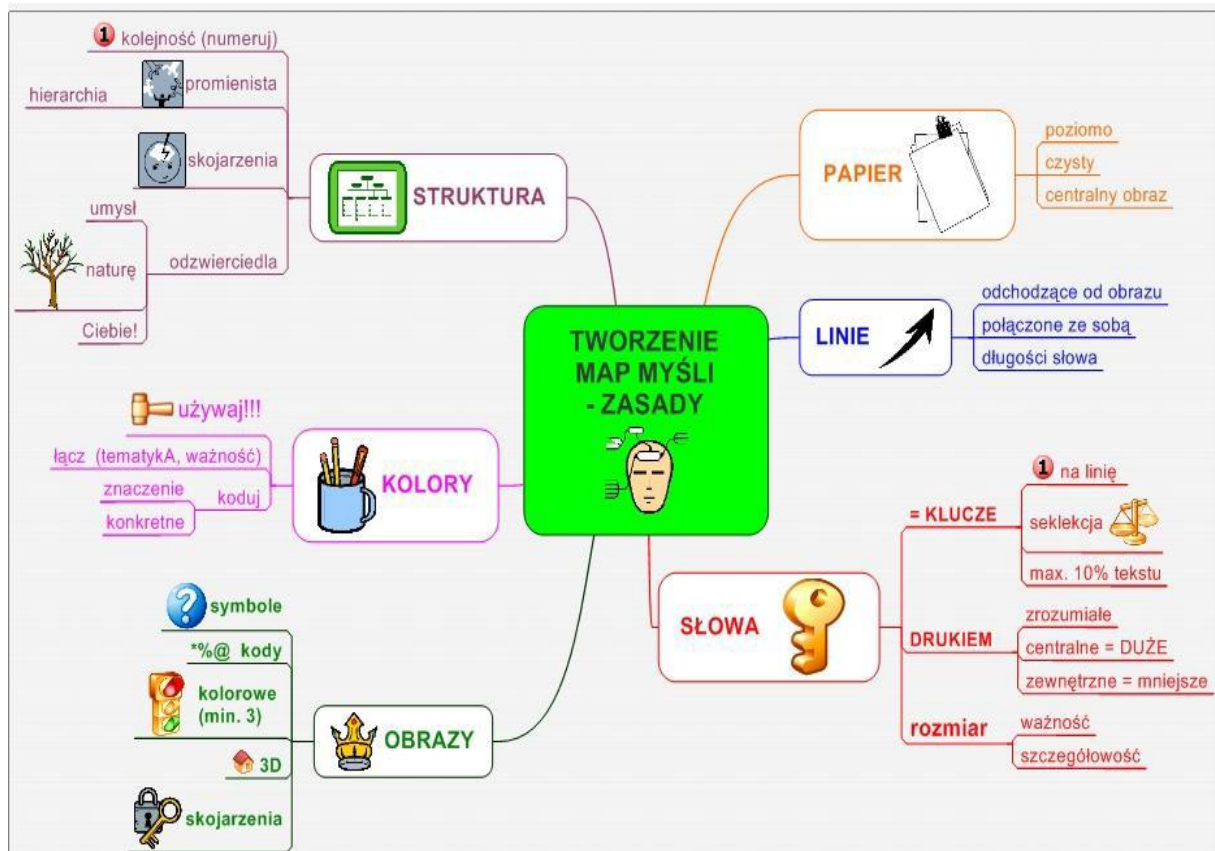 TWORZENIE
MAP MYŚLI
- ZASADY
PAPIER
poziomo
czysty
centralny obraz
LINIE
odchodzące od obrazu
połączone ze sobą
długości słowa
SŁOWA
= KLUCZE
1 na linię
seklekcja
max. 10% tekstu
DRUKIEM
zrozumiałe
centralne = DUŻE
zewnętrzne = mniejsze
rozmiar
ważność
szczegółowość
OBRAZY
? symbole
*%@ kody
kolorowe
(min. 3)
3D
skojarzenia
KOLORY
używaj!!!
łącz (tematykA, ważność)
koduj
znaczenie
konkretne
STRUKTURA
1 kolejność (numeruj)
promienista
hierarchia
skojarzenia
odzwierciedla
umysł
naturę
Ciebie!